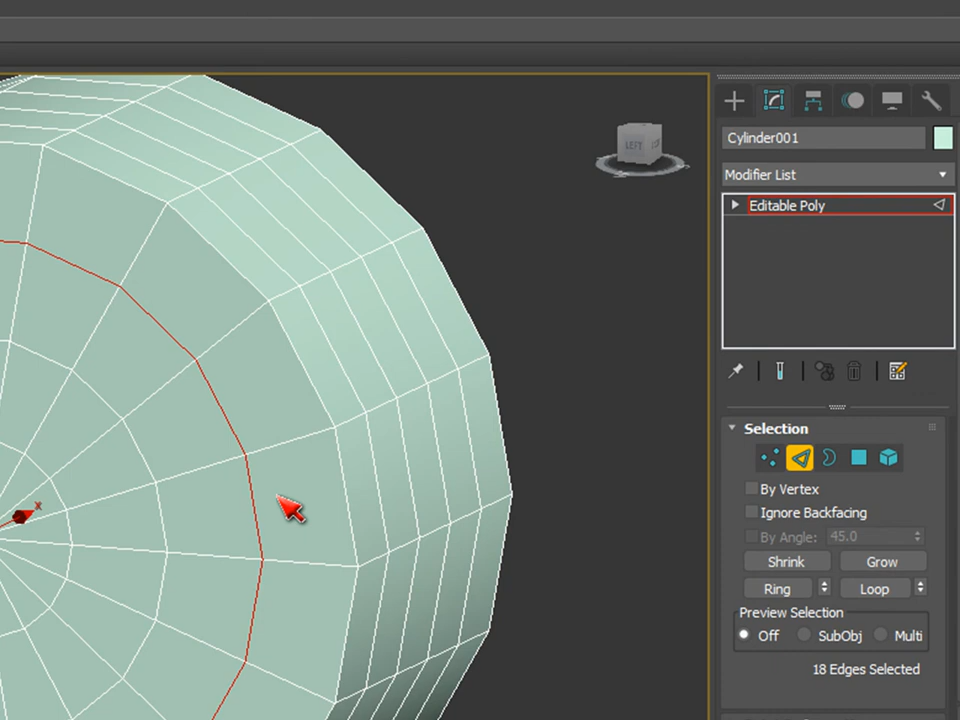 Cylinder001
LEFT
Modifier List
Editable Poly
Selection
By Vertex
Ignore Backfacing
By Angle: 45.0
Shrink Grow
Ring Loop
Preview Selection
Off SubObj Multi
18 Edges Selected
x